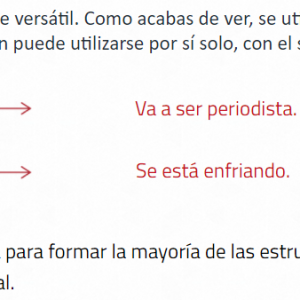 e versátil. Como acabas de ver, se ut
n puede utilizarse por sí solo, con el s
Va a ser periodista.
Se está enfriando.
para formar la mayoría de las estru
al.